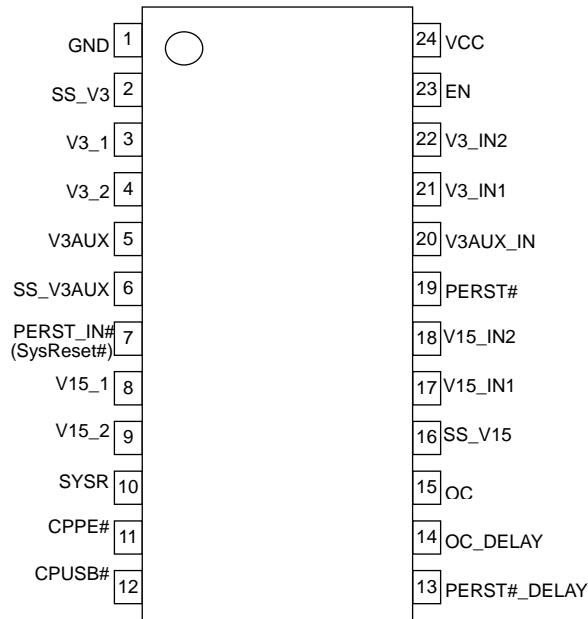 GND 1 24 VCC
SS_V3 2 23 EN
V3_1 3 22 V3_IN2
V3_2 4 21 V3_IN1
V3AUX 5 20 V3AUX_IN
SS_V3AUX 6 19 PERST#
PERST_IN# 7 18 V15_IN2
(SysReset#)
V15_1 8 17 V15_IN1
V15_2 9 16 SS_V15
SYSR 10 15 OC
CPPE# 11 14 OC_DELAY
CPUSB# 12 13 PERST#_DELAY